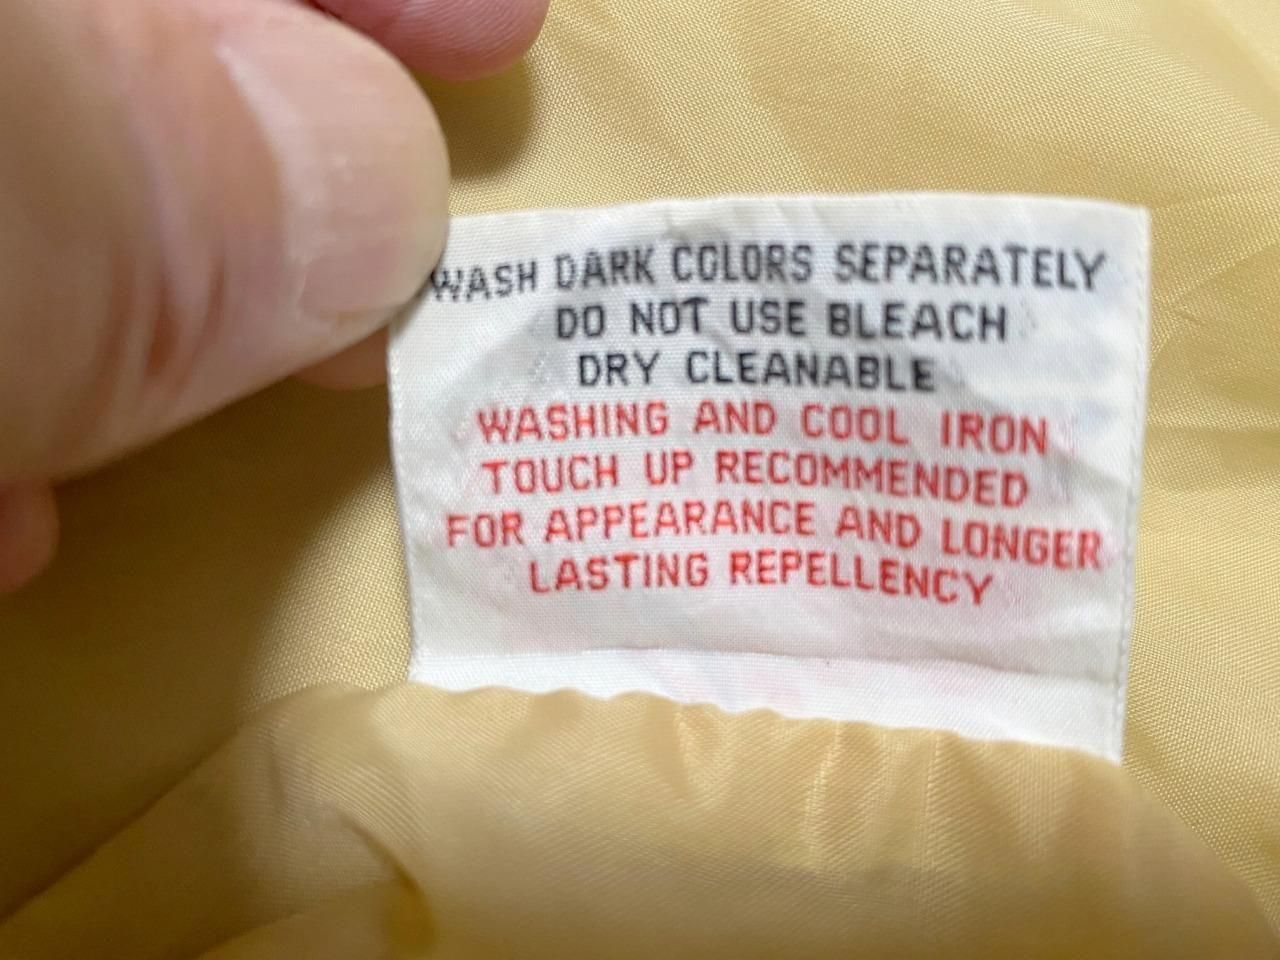 WASH DARK COLORS SEPARATELY
DO NOT USE BLEACH
DRY CLEANABLE
WASHING AND COOL IRON
TOUCH UP RECOMMENDED
FOR APPEARANCE AND LONGER
LASTING REPELLENCY